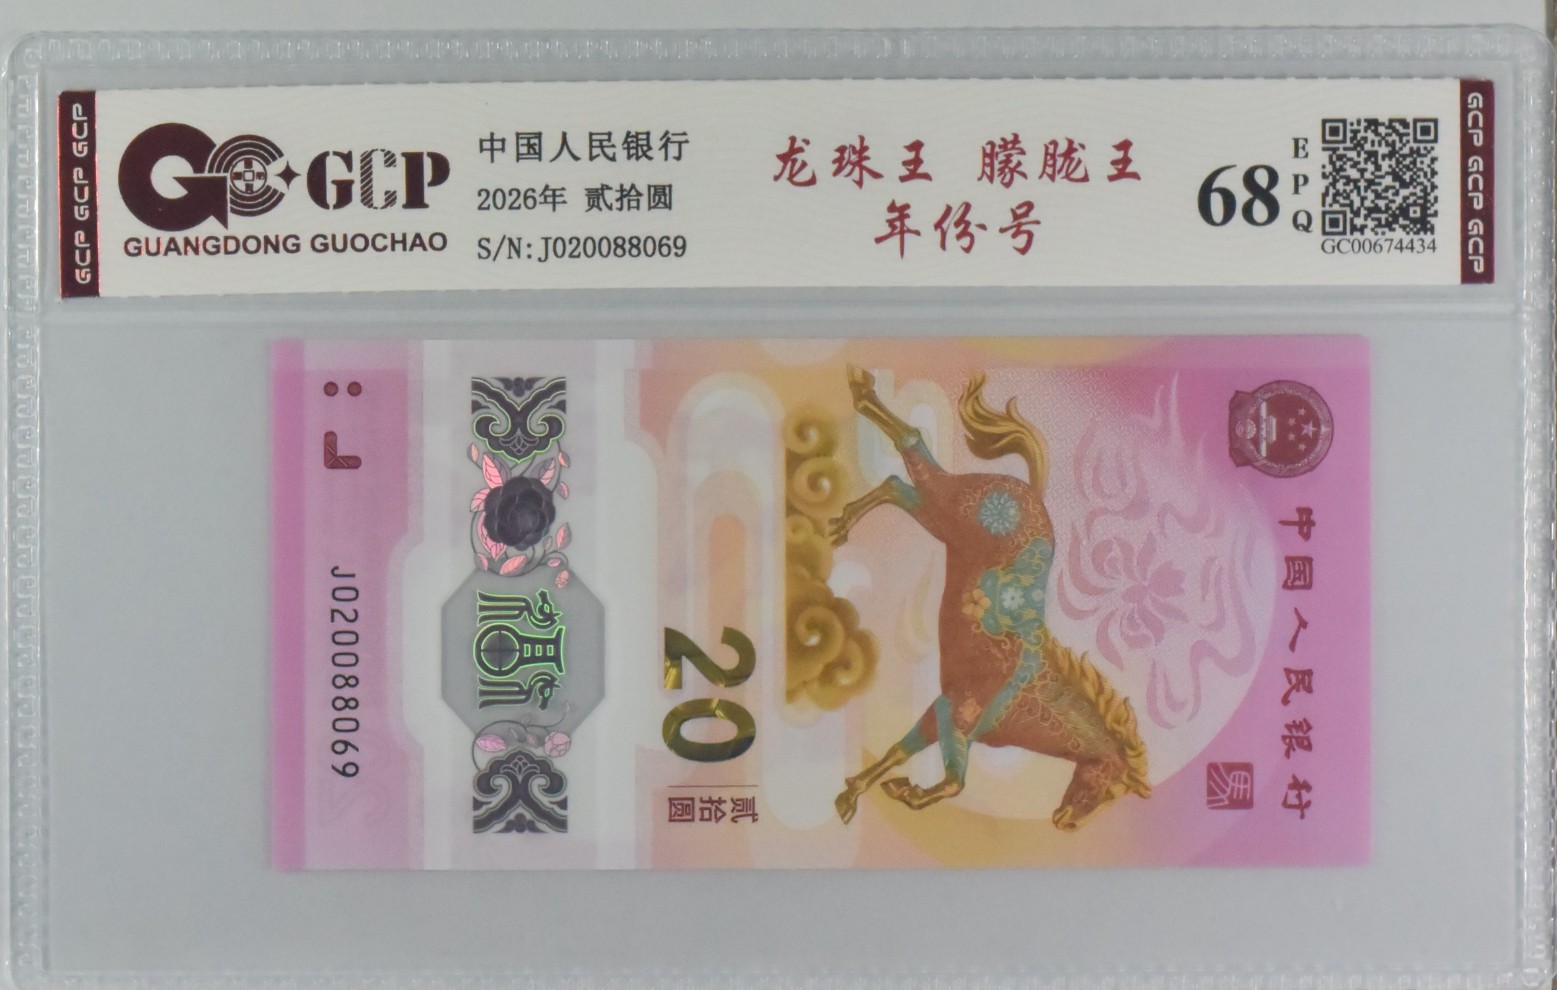 GCP GCP GCP
GCP
GUANGDONG GUOCHAO
中国人民银行
2026年 贰拾圆
S/N:J020088069
龙珠王 朦胧王
年份号
68
EPQ
GC00674434
GCP GCP GCP
中国人民银行
馬
20
贰拾圆
J020088069